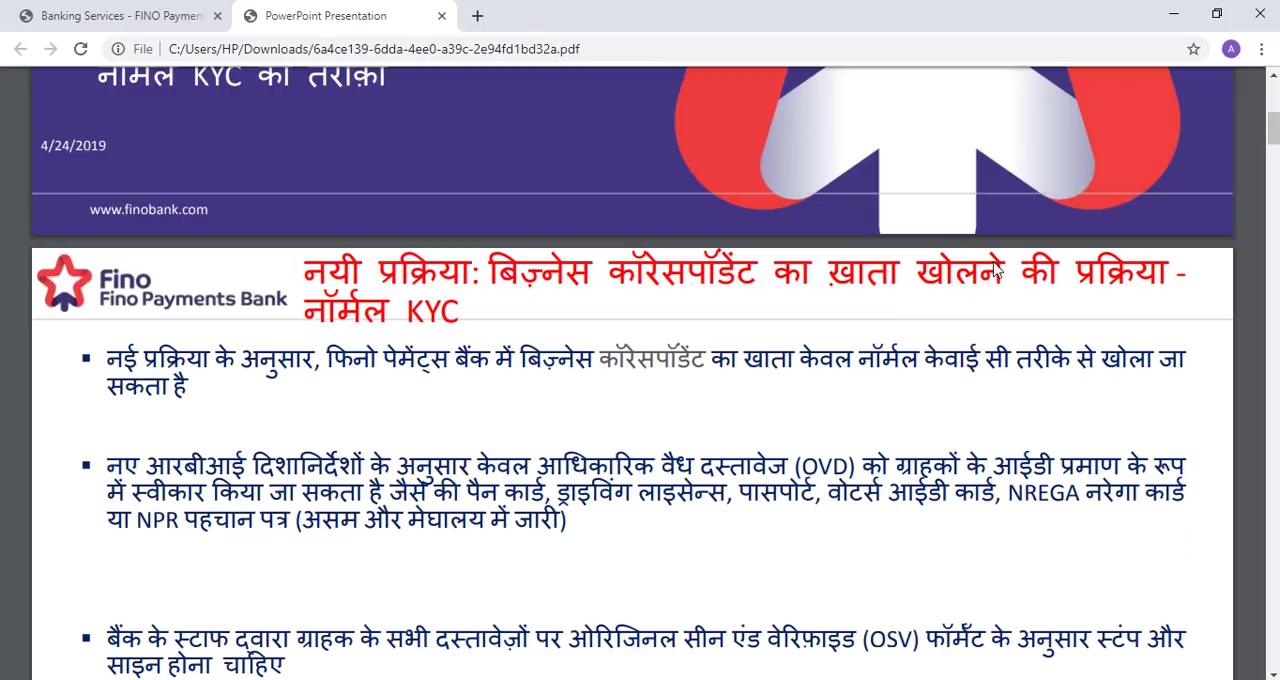 Banking Services - FINO Paymen
PowerPoint Presentation
File
C:/Users/HP/Downloads/6a4ce139-6dda-4ee0-a39c-2e94fd1bd32a.pdf
A
नॉर्मल KYC का तरीक़ा
4/24/2019
www.finobank.com
Fino
Fino Payments Bank
नयी प्रक्रिया: बिज़्नेस कॉरेसपॉडेंट का ख़ाता खोलने की प्रक्रिया -
नॉर्मल KYC
▪ नई प्रक्रिया के अनुसार, फिनो पेमेंट्स बैंक में बिज़्नेस कॉरेसपॉडेंट का खाता केवल नॉर्मल केवाई सी तरीके से खोला जा
सकता है
▪ नए आरबीआई दिशानिर्देशों के अनुसार केवल आधिकारिक वैध दस्तावेज (OVD) को ग्राहकों के आईडी प्रमाण के रूप
में स्वीकार किया जा सकता है जैसे की पैन कार्ड, ड्राइविंग लाइसेन्स, पासपोर्ट, वोटर्स आईडी कार्ड, NREGA नरेगा कार्ड
या NPR पहचान पत्र (असम और मेघालय में जारी)
▪ बैंक के स्टाफ द्वारा ग्राहक के सभी दस्तावेज़ों पर ओरिजिनल सीन एंड वेरिफ़ाइड (OSV) फॉर्मेट के अनुसार स्टंप और
साइन होना चाहिए